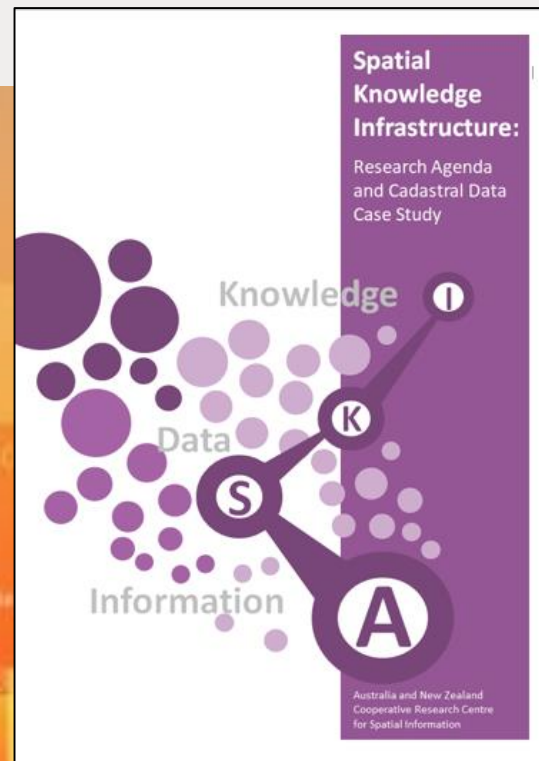 Spatial
Knowledge
Infrastructure:
Research Agenda
and Cadastral Data
Case Study
Knowledge
I
K
Data
S
Information
A
Australia and New Zealand
Cooperative Research Centre
for Spatial Information